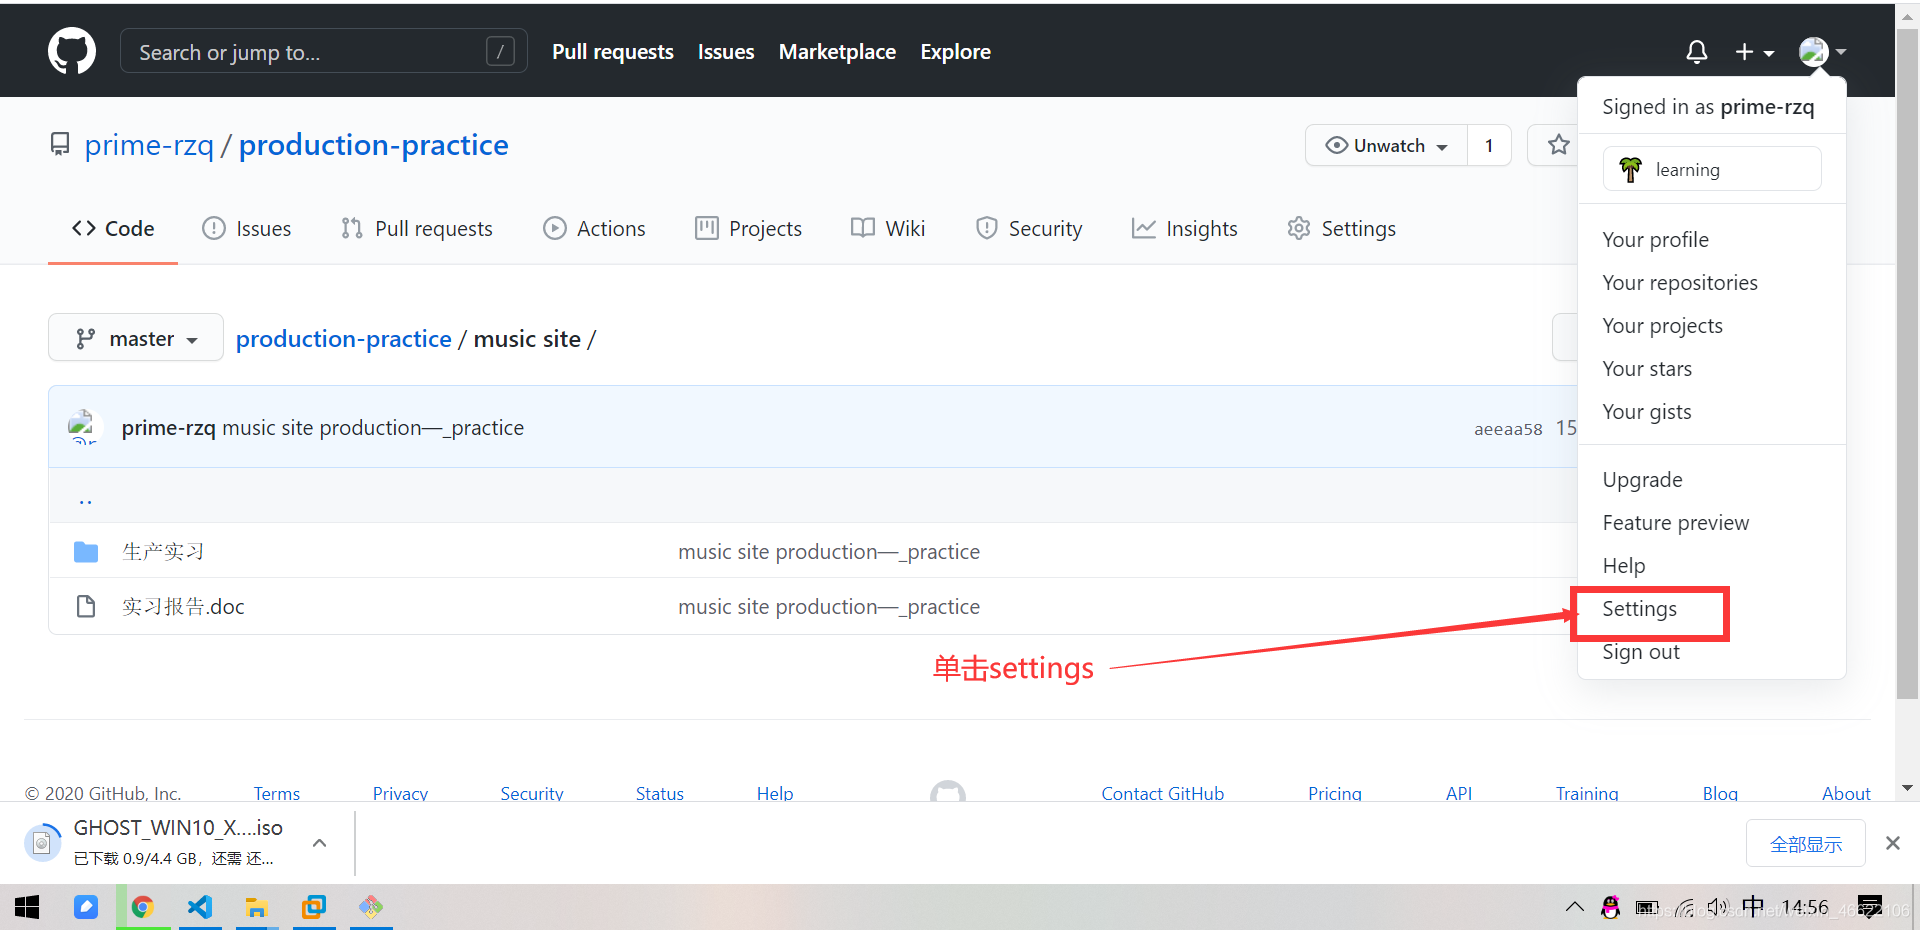 Search or jump to... /
Pull requests Issues Marketplace Explore
Signed in as prime-rzq
prime-rzq / production-practice
Unwatch 1
learning
Code Issues Pull requests Actions Projects Wiki Security Insights Settings
Your profile
Your repositories
Your projects
Your stars
Your gists
master production-practice / music site /
prime-rzq music site production—_practice
aeeaa58 15
..
Upgrade
Feature preview
Help
Settings
Sign out
生产实习 music site production—_practice
实习报告.doc music site production—_practice
单击settings
© 2020 GitHub, Inc. Terms Privacy Security Status Help Contact GitHub Pricing API Training Blog About
GHOST_WIN10_X....iso
已下载 0.9/4.4 GB，还需 还...
全部显示
中 14:56